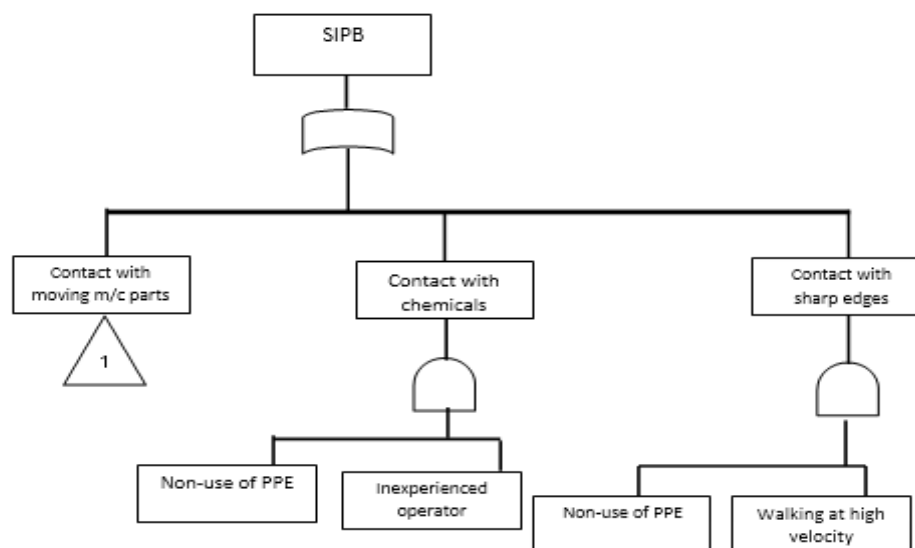 SIPB
Contact with
moving m/c parts
Contact with
chemicals
Contact with
sharp edges
1
Non-use of PPE
Inexperienced
operator
Non-use of PPE
Walking at high
velocity